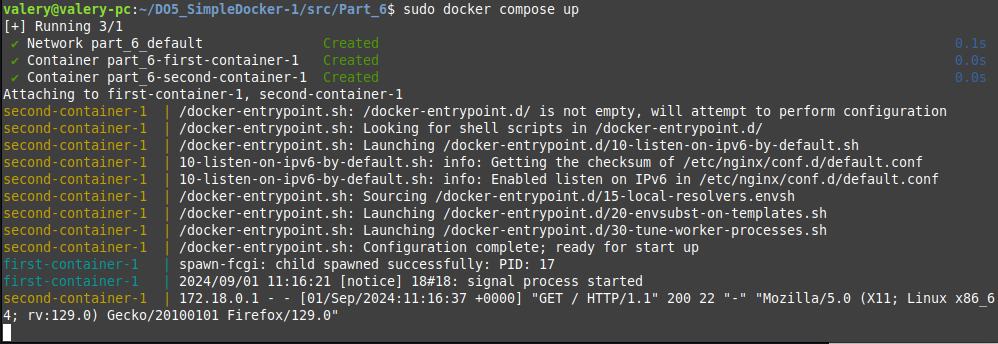 valery@valery-pc:~/DO5_SimpleDocker-1/src/Part_6$ sudo docker compose up
[+] Running 3/1
✔ Network part_6_default Created 0.1s
✔ Container part_6-first-container-1 Created 0.0s
✔ Container part_6-second-container-1 Created 0.0s
Attaching to first-container-1, second-container-1
second-container-1 | /docker-entrypoint.sh: /docker-entrypoint.d/ is not empty, will attempt to perform configuration
second-container-1 | /docker-entrypoint.sh: Looking for shell scripts in /docker-entrypoint.d/
second-container-1 | /docker-entrypoint.sh: Launching /docker-entrypoint.d/10-listen-on-ipv6-by-default.sh
second-container-1 | 10-listen-on-ipv6-by-default.sh: info: Getting the checksum of /etc/nginx/conf.d/default.conf
second-container-1 | 10-listen-on-ipv6-by-default.sh: info: Enabled listen on IPv6 in /etc/nginx/conf.d/default.conf
second-container-1 | /docker-entrypoint.sh: Sourcing /docker-entrypoint.d/15-local-resolvers.envsh
second-container-1 | /docker-entrypoint.sh: Launching /docker-entrypoint.d/20-envsubst-on-templates.sh
second-container-1 | /docker-entrypoint.sh: Launching /docker-entrypoint.d/30-tune-worker-processes.sh
second-container-1 | /docker-entrypoint.sh: Configuration complete; ready for start up
first-container-1 | spawn-fcgi: child spawned successfully: PID: 17
first-container-1 | 2024/09/01 11:16:21 [notice] 18#18: signal process started
second-container-1 | 172.18.0.1 - - [01/Sep/2024:11:16:37 +0000] "GET / HTTP/1.1" 200 22 "-" "Mozilla/5.0 (X11; Linux x86_6
4; rv:129.0) Gecko/20100101 Firefox/129.0"